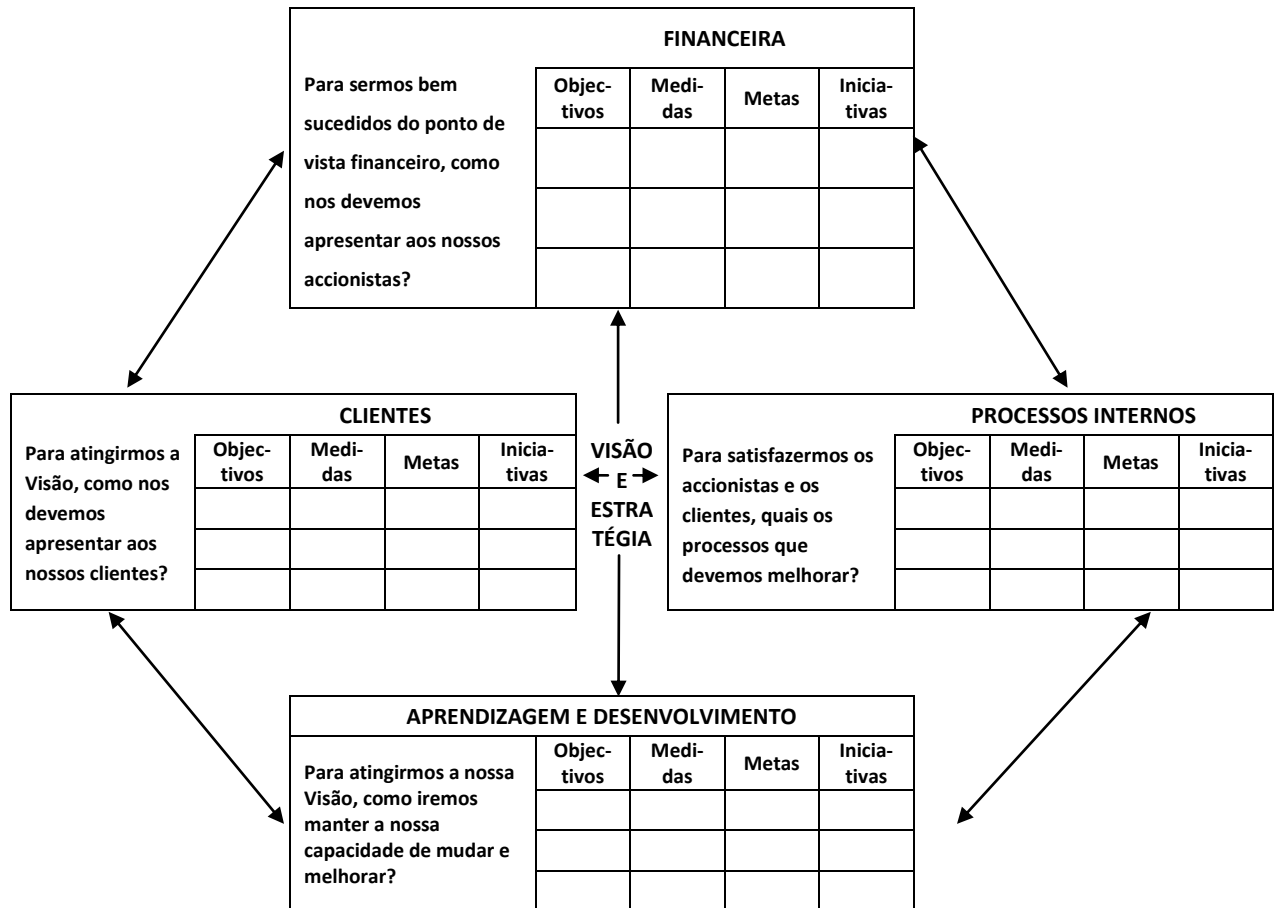 FINANCEIRA
Para sermos bem
sucedidos do ponto de
vista financeiro, como
nos devemos
apresentar aos nossos
accionistas?
Objec-
tivos
Medi-
das
Metas
Inicia-
tivas
CLIENTES
Para atingirmos a
Visão, como nos
devemos
apresentar aos
nossos clientes?
Objec-
tivos
Medi-
das
Metas
Inicia-
tivas
VISÃO
E
ESTRA
TÉGIA
PROCESSOS INTERNOS
Para satisfazermos os
accionistas e os
clientes, quais os
processos que
devemos melhorar?
Objec-
tivos
Medi-
das
Metas
Inicia-
tivas
APRENDIZAGEM E DESENVOLVIMENTO
Para atingirmos a nossa
Visão, como iremos
manter a nossa
capacidade de mudar e
melhorar?
Objec-
tivos
Medi-
das
Metas
Inicia-
tivas